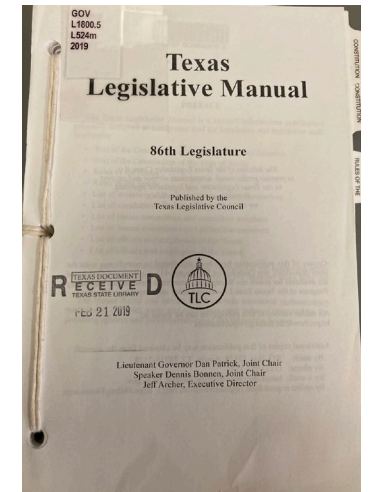 GOV
L1800.5
L524m
2019
Texas
Legislative Manual
86th Legislature
Published by the
Texas Legislative Council
TEXAS DOCUMENT
RECEIVED
TEXAS STATE LIBRARY
FEB 21 2019
TLC
Lieutenant Governor Dan Patrick, Joint Chair
Speaker Dennis Bonnen, Joint Chair
Jeff Archer, Executive Director
CONSTITUTION
CONSTITUTION
RULES OF THE